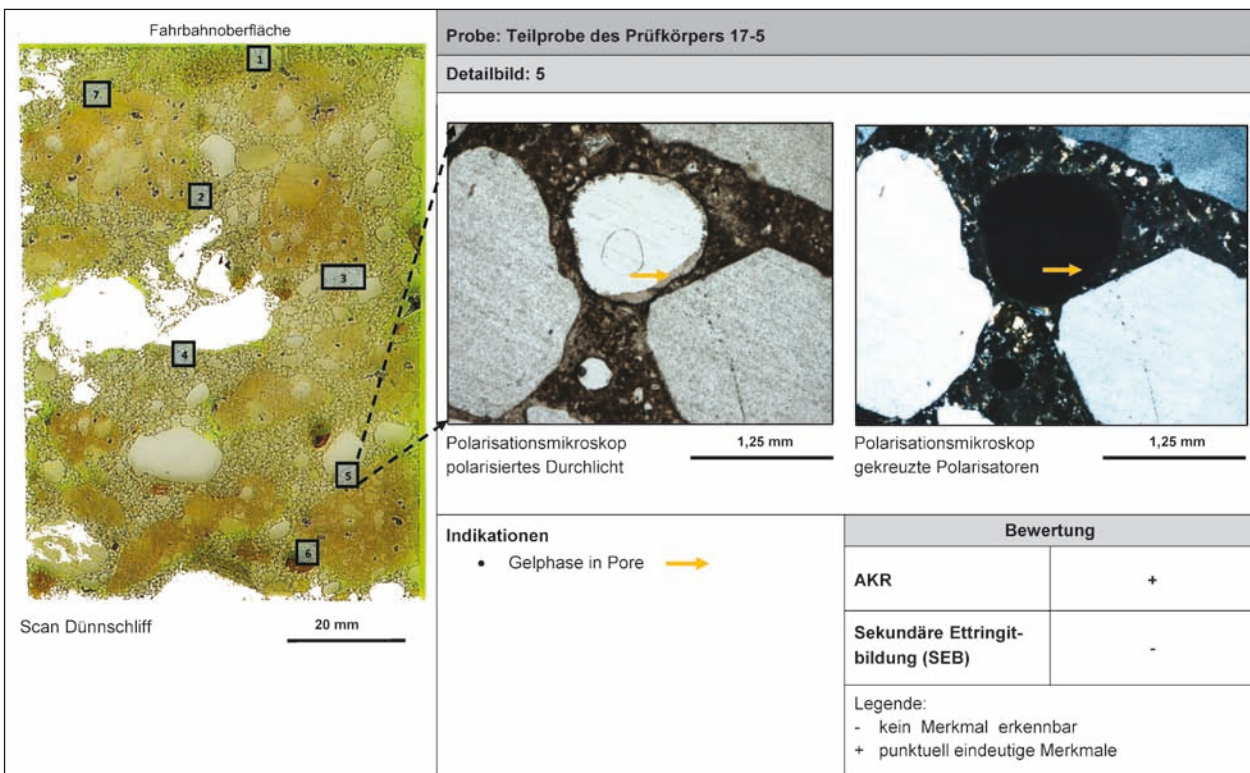 Fahrbahnoberfläche
1
7
2
3
4
5
6
Scan Dünnschliff
20 mm
Probe: Teilprobe des Prüfkörpers 17-5
Detailbild: 5
Polarisationsmikroskop
polarisiertes Durchlicht
1,25 mm
Polarisationsmikroskop
gekreuzte Polarisatoren
1,25 mm
Indikationen
• Gelphase in Pore
Bewertung
AKR
+
Sekundäre Ettringit-
bildung (SEB)
-
Legende:
- kein Merkmal erkennbar
+ punktuell eindeutige Merkmale